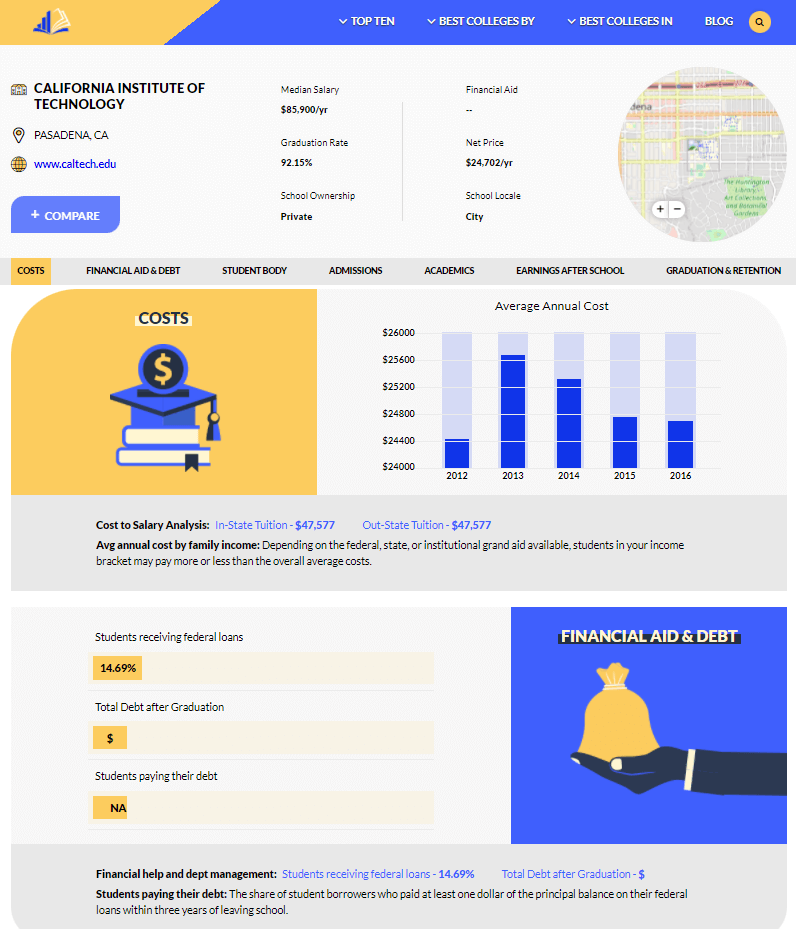 TOP TEN BEST COLLEGES BY BEST COLLEGES IN BLOG
CALIFORNIA INSTITUTE OF
TECHNOLOGY
PASADENA, CA
www.caltech.edu
+ COMPARE
Median Salary
$85,900/yr
Graduation Rate
92.15%
School Ownership
Private
Financial Aid
--
Net Price
$24,702/yr
School Locale
City
dena
The Huntington
Library,
Art Collections
and Botanical
Gardens
+ −
COSTS FINANCIAL AID & DEBT STUDENT BODY ADMISSIONS ACADEMICS EARNINGS AFTER SCHOOL GRADUATION & RETENTION
COSTS
$
Average Annual Cost
$26000
$25600
$25200
$24800
$24400
$24000
2012 2013 2014 2015 2016
Cost to Salary Analysis: In-State Tuition - $47,577 Out-State Tuition - $47,577
Avg annual cost by family income: Depending on the federal, state, or institutional grand aid available, students in your income
bracket may pay more or less than the overall average costs.
Students receiving federal loans
14.69%
Total Debt after Graduation
$
Students paying their debt
NA
FINANCIAL AID & DEBT
Financial help and dept management: Students receiving federal loans - 14.69% Total Debt after Graduation - $
Students paying their debt: The share of student borrowers who paid at least one dollar of the principal balance on their federal
loans within three years of leaving school.